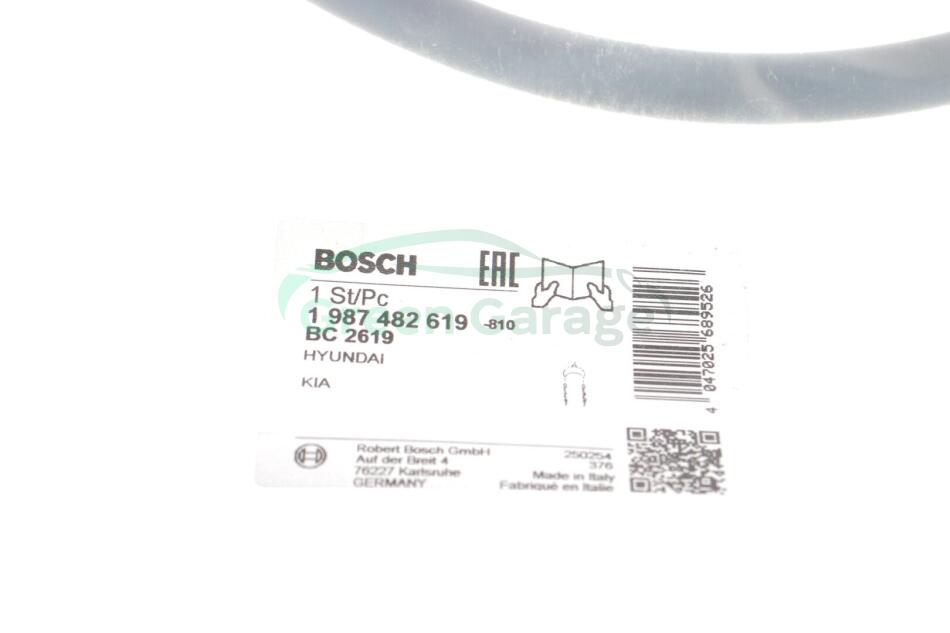 BOSCH
EAC
1 St/Pc
1 987 482 619 -810
BC 2619
Green Garage
HYUNDAI
KIA
4 047025 689526
Robert Bosch GmbH
Auf der Breit 4
76227 Karlsruhe
GERMANY
250254
376
Made in Italy
Fabriqué en Italie